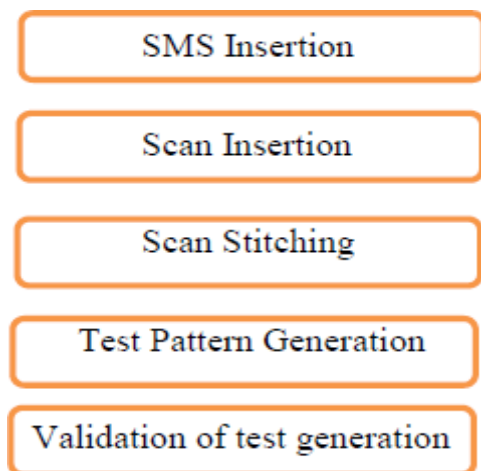 SMS Insertion
Scan Insertion
Scan Stitching
Test Pattern Generation
Validation of test generation